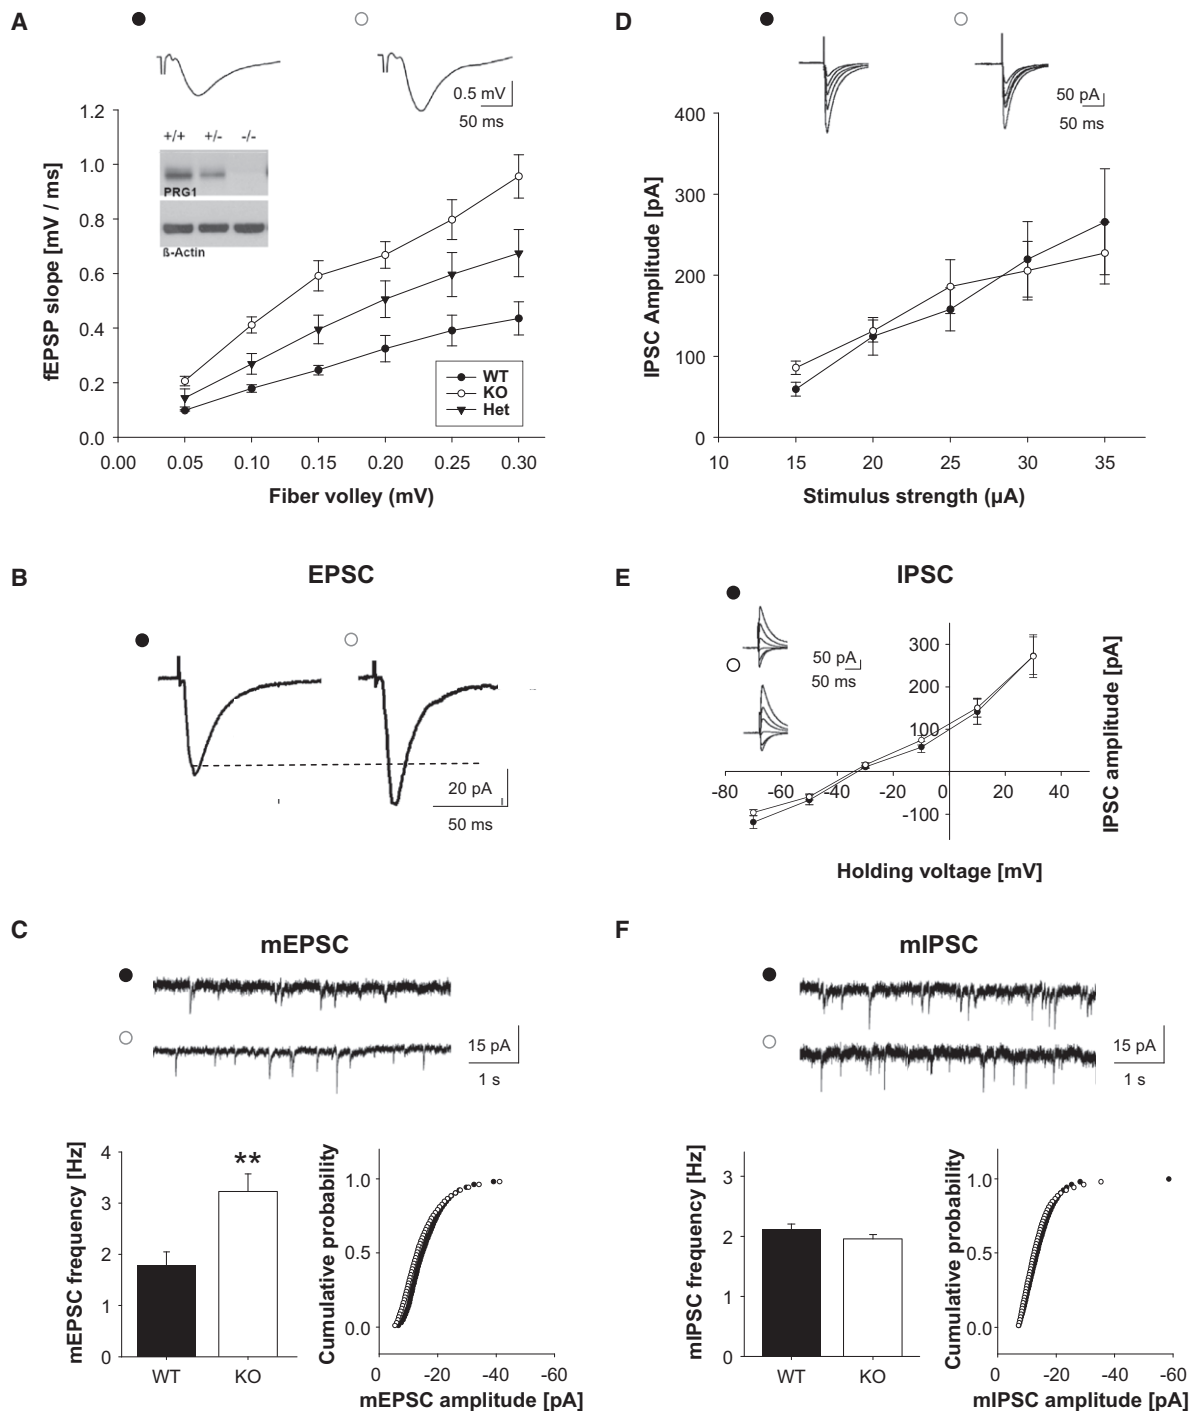 A
0.5 mV
50 ms
+/+ +/- -/-
PRG1
ß-Actin
1.2
1.0
0.8
0.6
0.4
0.2
0.0
fEPSP slope [mV / ms]
WT
KO
Het
0.00 0.05 0.10 0.15 0.20 0.25 0.30
Fiber volley (mV)
D
50 pA
50 ms
400
300
200
100
0
IPSC Amplitude [pA]
10 15 20 25 30 35
Stimulus strength (µA)
B
EPSC
20 pA
50 ms
E
IPSC
50 pA
50 ms
300
200
100
-100
IPSC amplitude [pA]
-80 -60 -40 -20 0 20 40
Holding voltage [mV]
C
mEPSC
15 pA
1 s
4
3
2
1
0
mEPSC frequency [Hz]
**
WT KO
1.0
0.5
0.0
Cumulative probability
0 -20 -40 -60
mEPSC amplitude [pA]
F
mIPSC
15 pA
1 s
3
2
1
0
mIPSC frequency [Hz]
WT KO
1.0
0.5
0.0
Cumulative probability
0 -20 -40 -60
mIPSC amplitude [pA]